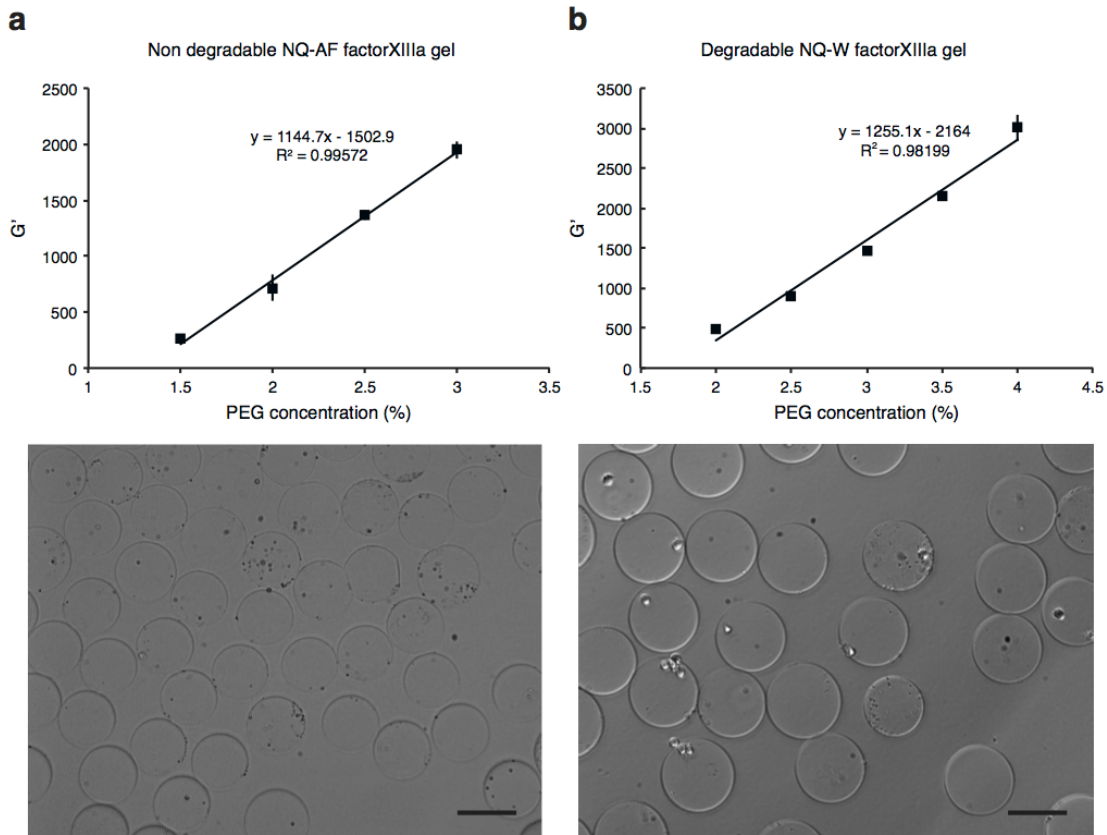 a
Non degradable NQ-AF factorXIIIa gel
2500
2000
1500
1000
500
0
G'
y = 1144.7x - 1502.9
R² = 0.99572
1
1.5
2
2.5
3
3.5
PEG concentration (%)
b
Degradable NQ-W factorXIIIa gel
3500
3000
2500
2000
1500
1000
500
0
G'
y = 1255.1x - 2164
R² = 0.98199
1.5
2
2.5
3
3.5
4
4.5
PEG concentration (%)